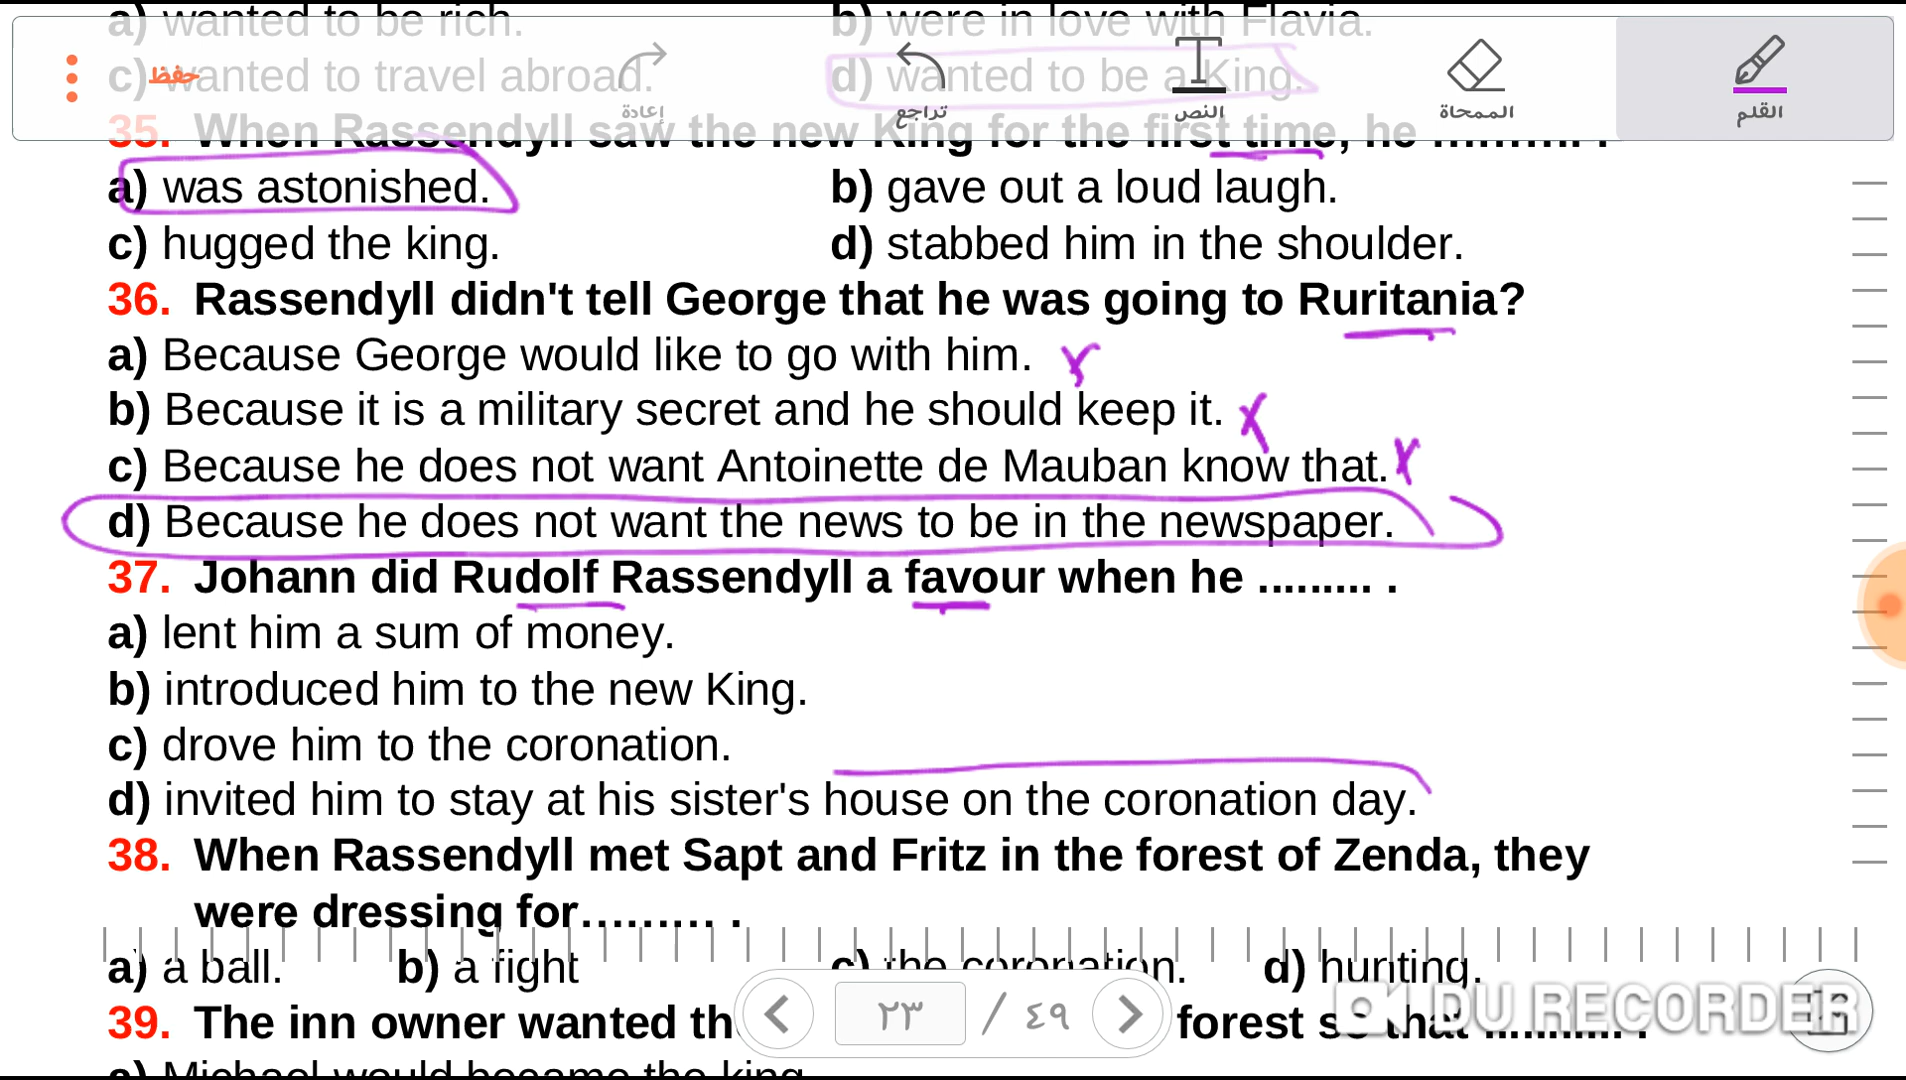 a) wanted to be rich. b) were in love with Flavia.
c) wanted to travel abroad. d) wanted to be a King.
حفظ إعادة تراجع النص الممحاة القلم
35. When Rassendyll saw the new King for the first time, he .......... .
a) was astonished. b) gave out a loud laugh.
c) hugged the king. d) stabbed him in the shoulder.
36. Rassendyll didn't tell George that he was going to Ruritania?
a) Because George would like to go with him.
b) Because it is a military secret and he should keep it.
c) Because he does not want Antoinette de Mauban know that.
d) Because he does not want the news to be in the newspaper.
37. Johann did Rudolf Rassendyll a favour when he ......... .
a) lent him a sum of money.
b) introduced him to the new King.
c) drove him to the coronation.
d) invited him to stay at his sister's house on the coronation day.
38. When Rassendyll met Sapt and Fritz in the forest of Zenda, they
were dressing for......... .
a) a ball. b) a fight c) the coronation. d) hunting.
39. The inn owner wanted forest so that ........... .
٢٣ / ٤٩
DU RECORDER
a) Michael would become the king